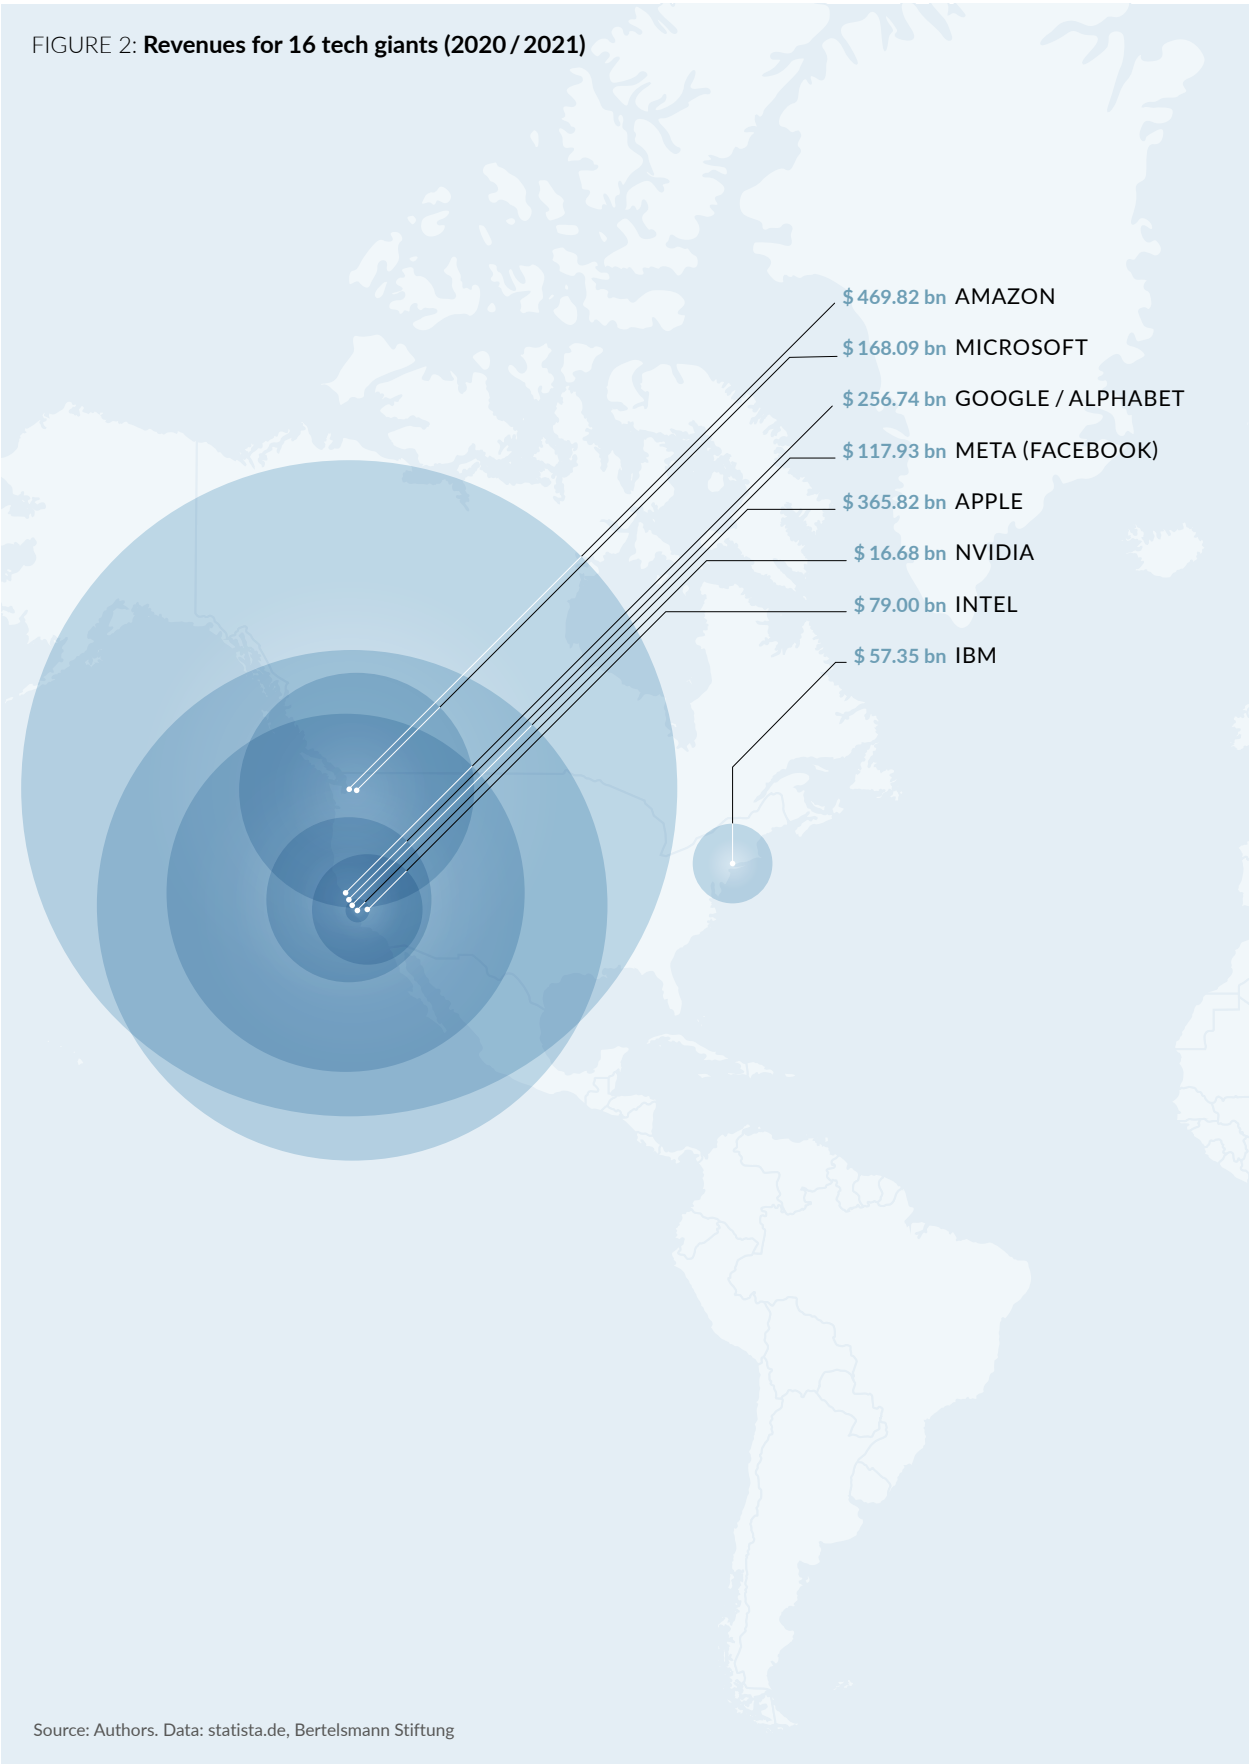 FIGURE 2: Revenues for 16 tech giants (2020 / 2021)
$ 469.82 bn AMAZON
$ 168.09 bn MICROSOFT
$ 256.74 bn GOOGLE / ALPHABET
$ 117.93 bn META (FACEBOOK)
$ 365.82 bn APPLE
$ 16.68 bn NVIDIA
$ 79.00 bn INTEL
$ 57.35 bn IBM
Source: Authors. Data: statista.de, Bertelsmann Stiftung